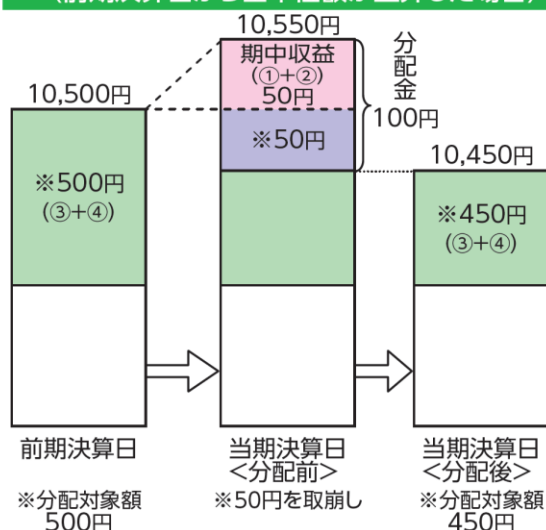 10,550円
期中収益
(①+②)
50円
分配金
100円
10,500円
※50円
10,450円
※500円
(③+④)
※450円
(③+④)
前期決算日
当期決算日
<分配前>
当期決算日
<分配後>
※分配対象額
500円
※50円を取崩し
※分配対象額
450円